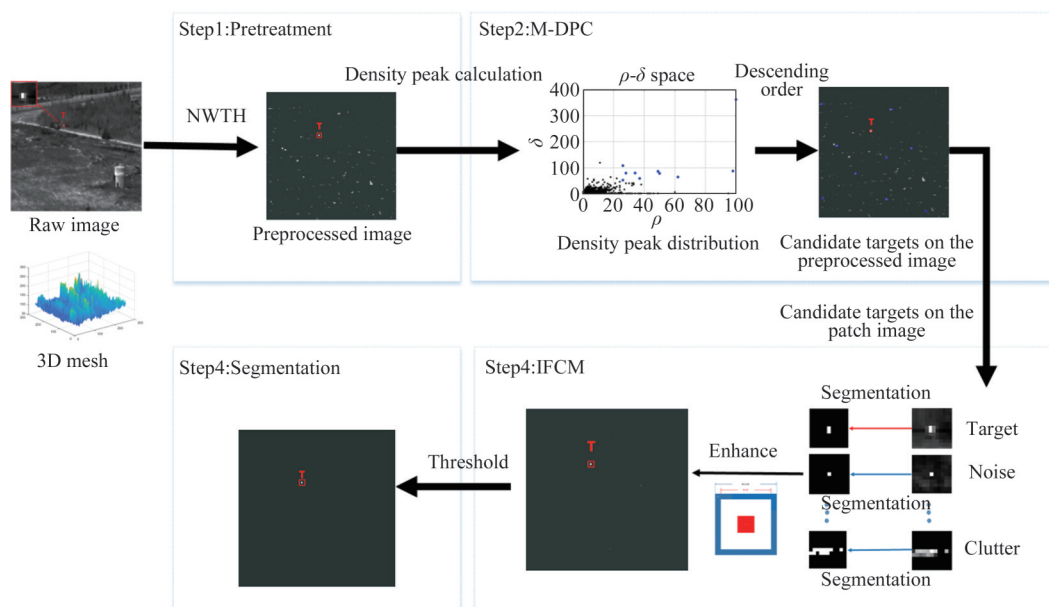 Step1:Pretreatment
Step2:M-DPC
NWTH
T
T
Raw image
Preprocessed image
3D mesh
Density peak calculation
ρ-δ space
δ
400
300
200
100
0
0
20
40
60
80
100
ρ
Density peak distribution
Descending
order
T
Candidate targets on the
preprocessed image
Candidate targets on the
patch image
Step4:Segmentation
Step4:IFCM
Segmentation
Target
Noise
Segmentation
Clutter
Segmentation
Enhance
T
Threshold
T